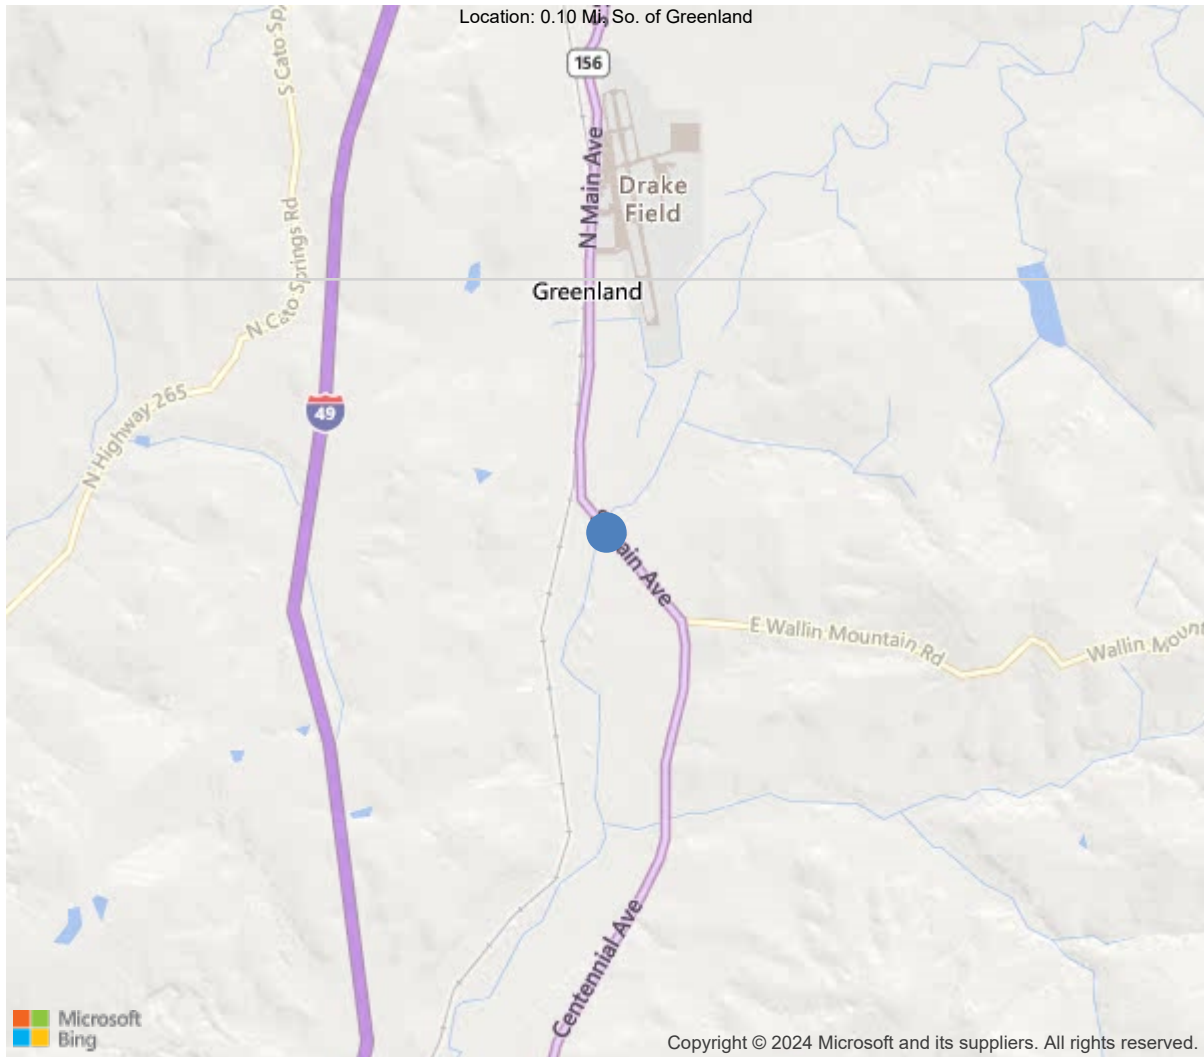 Location: 0.10 Mi. So. of Greenland
S Cato Sp
156
N Main Ave
Drake
Field
N Cato Springs Rd
Greenland
N Highway 265
49
ain Ave
E Wallin Mountain Rd
Wallin Moun
Centennial Ave
Microsoft
Bing
Copyright © 2024 Microsoft and its suppliers. All rights reserved.